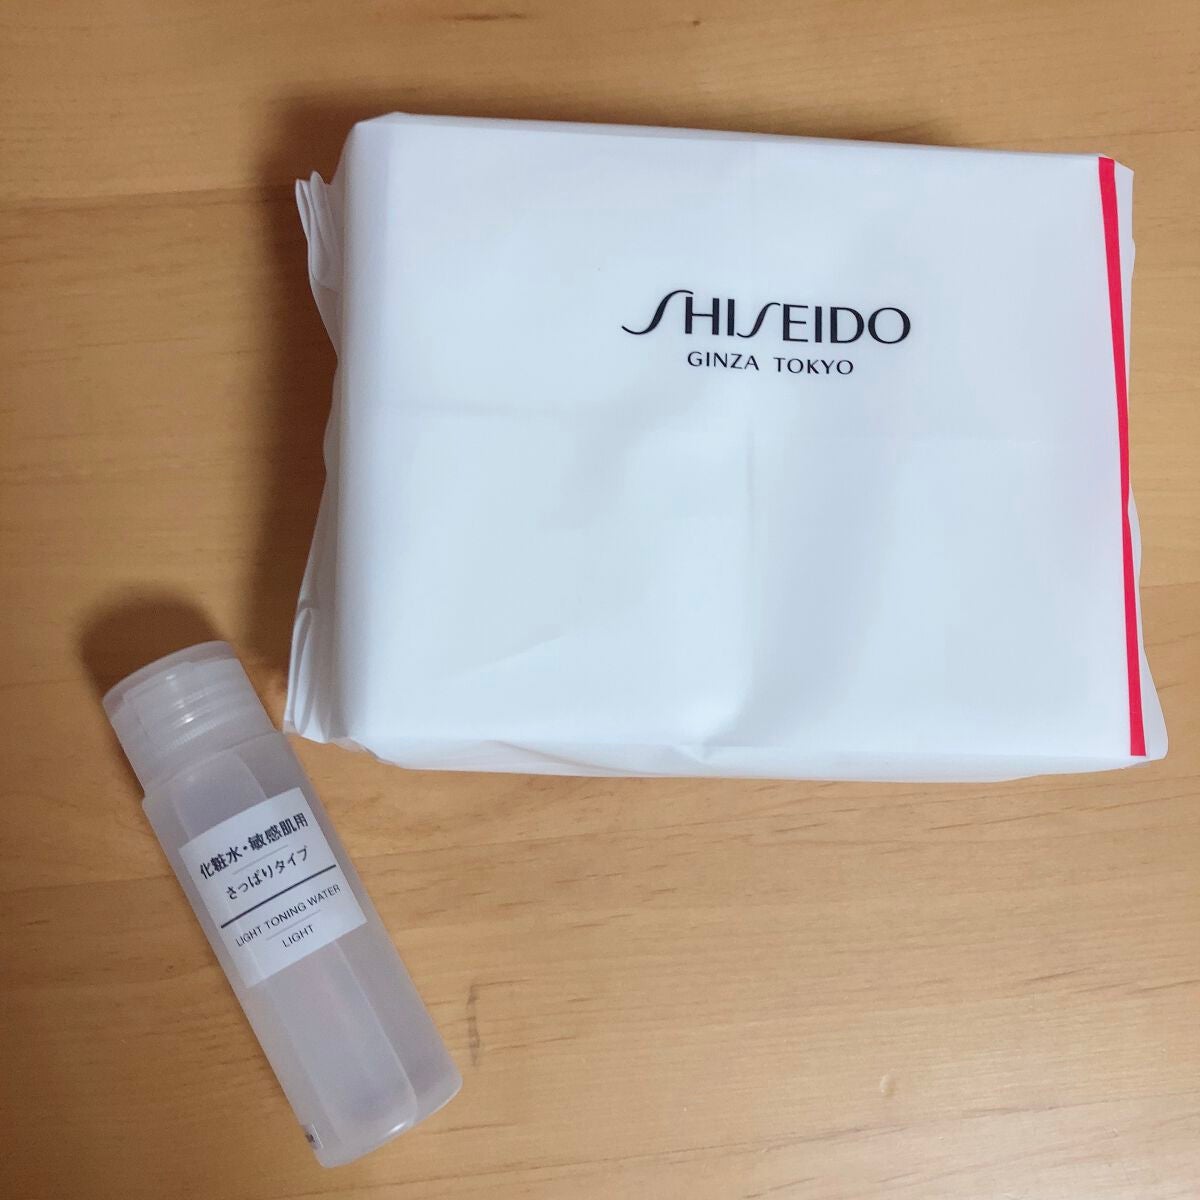 SHISEIDO
GINZA TOKYO
化粧水・敏感肌用
さっぱりタイプ
LIGHT TONING WATER
LIGHT